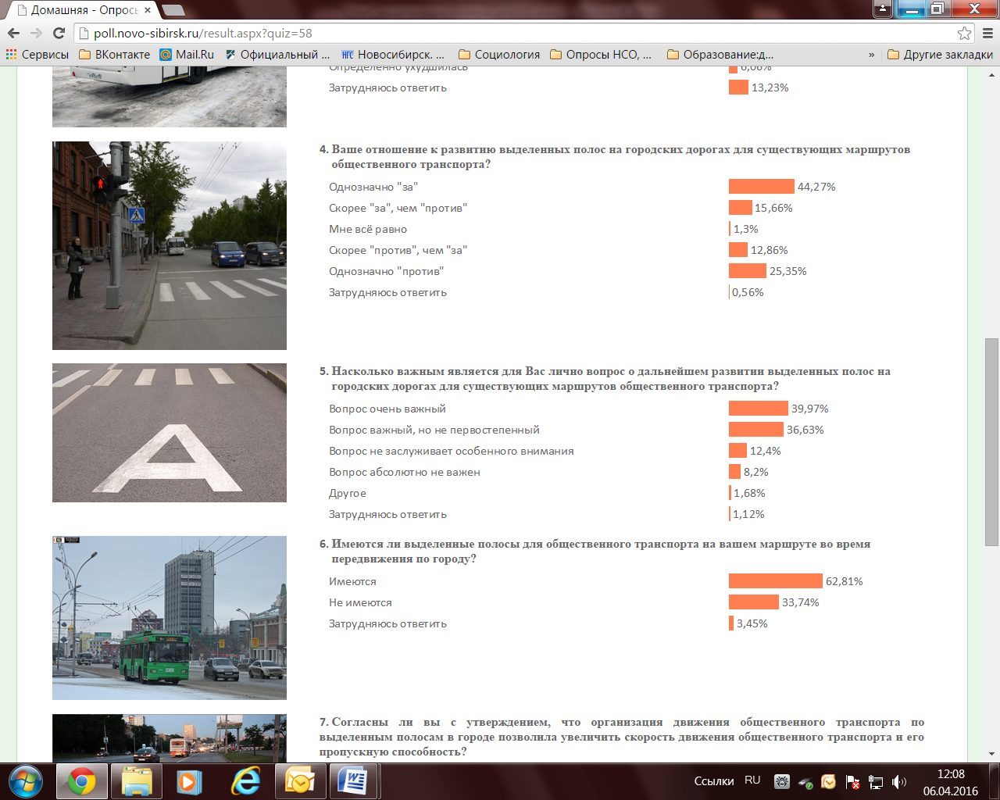 Домашняя - Опрось
poll.novo-sibirsk.ru/result.aspx?quiz=58
Сервисы ВКонтакте Mail.Ru Официальный ... Новосибирск. ... Социология Опросы НСО, ... Образование:д... » Другие закладки
Определенно ухудшилась 6,06%
Затрудняюсь ответить 13,23%
4. Ваше отношение к развитию выделенных полос на городских дорогах для существующих маршрутов
общественного транспорта?
Однозначно "за" 44,27%
Скорее "за", чем "против" 15,66%
Мне всё равно 1,3%
Скорее "против", чем "за" 12,86%
Однозначно "против" 25,35%
Затрудняюсь ответить 0,56%
5. Насколько важным является для Вас лично вопрос о дальнейшем развитии выделенных полос на
городских дорогах для существующих маршрутов общественного транспорта?
Вопрос очень важный 39,97%
Вопрос важный, но не первостепенный 36,63%
Вопрос не заслуживает особенного внимания 12,4%
Вопрос абсолютно не важен 8,2%
Другое 1,68%
Затрудняюсь ответить 1,12%
А
6. Имеются ли выделенные полосы для общественного транспорта на вашем маршруте во время
передвижения по городу?
Имеются 62,81%
Не имеются 33,74%
Затрудняюсь ответить 3,45%
3309
7. Согласны ли вы с утверждением, что организация движения общественного транспорта по
выделенным полосам в городе позволила увеличить скорость движения общественного транспорта и его
пропускную способность?
Ссылки RU 12:08
06.04.2016